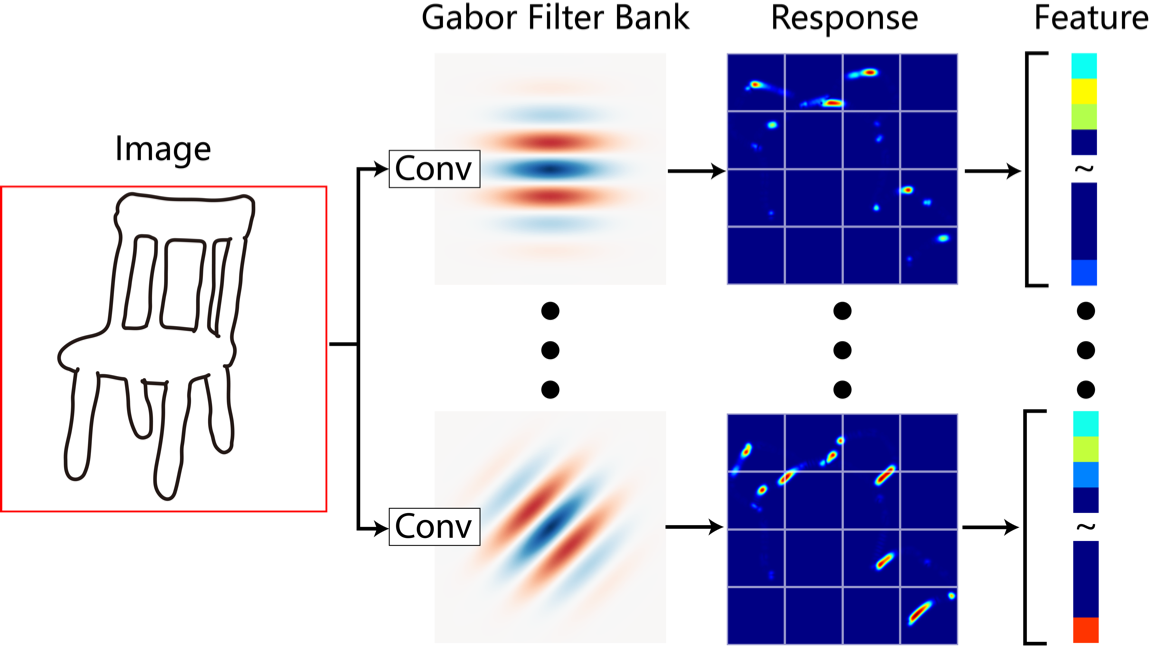 Gabor Filter Bank
Response
Feature
Image
Conv
~
Conv
~